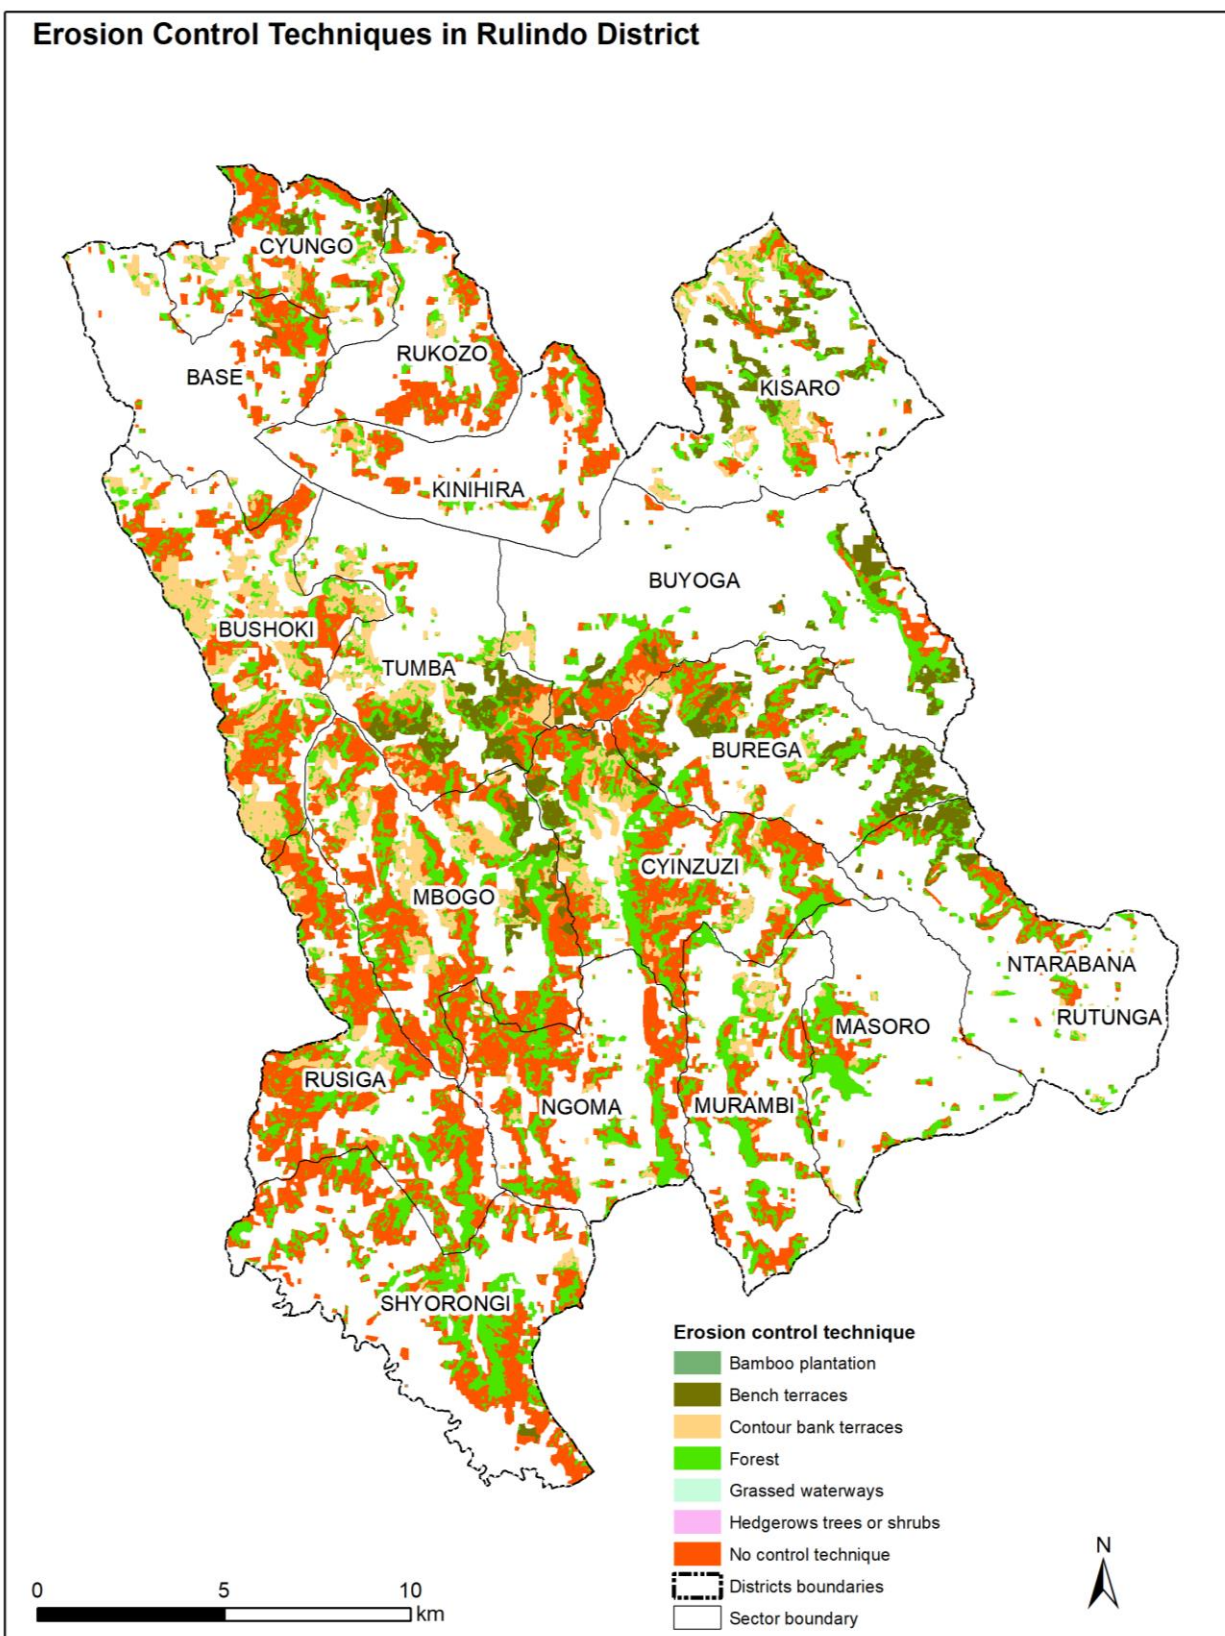 Erosion Control Techniques in Rulindo District
CYUNGO
RUKOZO
BASE
KISARO
KINIHIRA
BUYOGA
BUSHOKI
TUMBA
BUREGA
CYINZUZI
MBOGO
NTARABANA
RUTUNGA
MASORO
RUSIGA
NGOMA
MURAMBI
SHYORONGI
Erosion control technique
Bamboo plantation
Bench terraces
Contour bank terraces
Forest
Grassed waterways
Hedgerows trees or shrubs
No control technique
Districts boundaries
Sector boundary
N
0 5 10
km